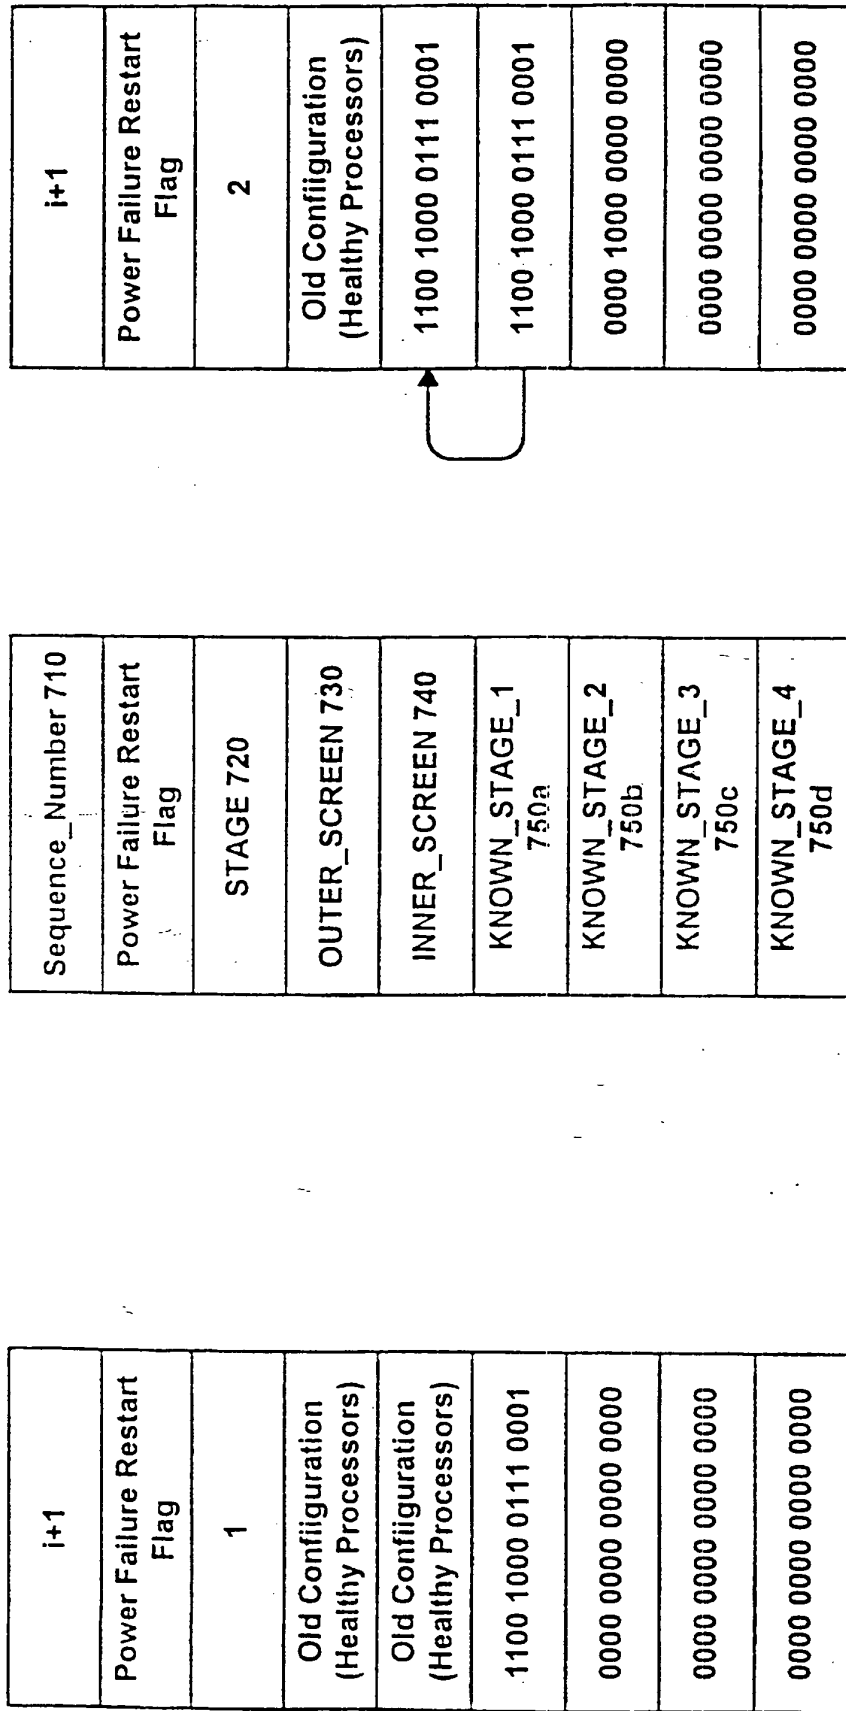 i+1
Power Failure Restart
Flag
1
Old Confiiguration
(Healthy Processors)
Old Confiiguration
(Healthy Processors)
1100 1000 0111 0001
0000 0000 0000 0000
0000 0000 0000 0000
0000 0000 0000 0000
Sequence_Number 710
Power Failure Restart
Flag
STAGE 720
OUTER_SCREEN 730
INNER_SCREEN 740
KNOWN_STAGE_1
750a
KNOWN_STAGE_2
750b
KNOWN_STAGE_3
750c
KNOWN_STAGE_4
750d
i+1
Power Failure Restart
Flag
2
Old Confiiguration
(Healthy Processors)
1100 1000 0111 0001
1100 1000 0111 0001
0000 1000 0000 0000
0000 0000 0000 0000
0000 0000 0000 0000